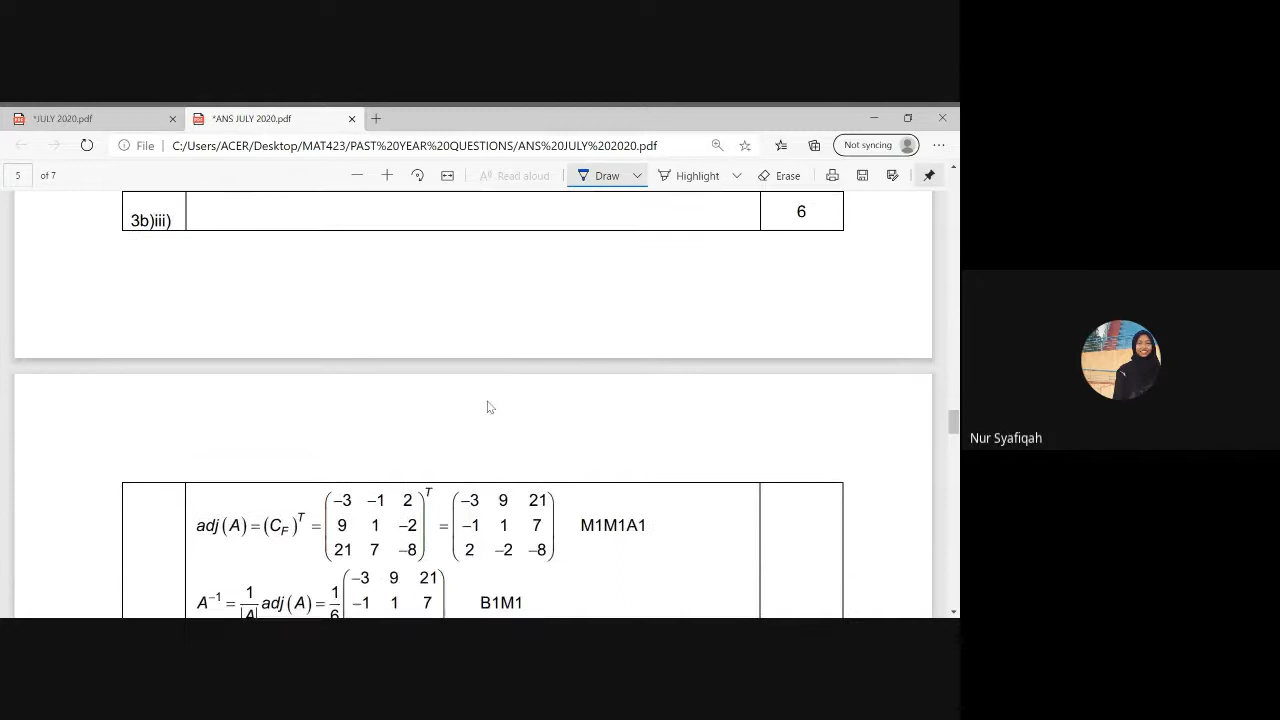 *JULY 2020.pdf
*ANS JULY 2020.pdf
File
C:/Users/ACER/Desktop/MAT423/PAST%20YEAR%20QUESTIONS/ANS%20JULY%202020.pdf
Not syncing
5 of 7
Read aloud
Draw
Highlight
Erase
3b)iii)
6
Nur Syafiqah
adj(A) = (C_F)^T = (−3 −1 2; 9 1 −2; 21 7 −8)^T = (−3 9 21; −1 1 7; 2 −2 −8) M1M1A1
A^−1 = 1/|A| adj(A) = 1/6 (−3 9 21; −1 1 7 B1M1